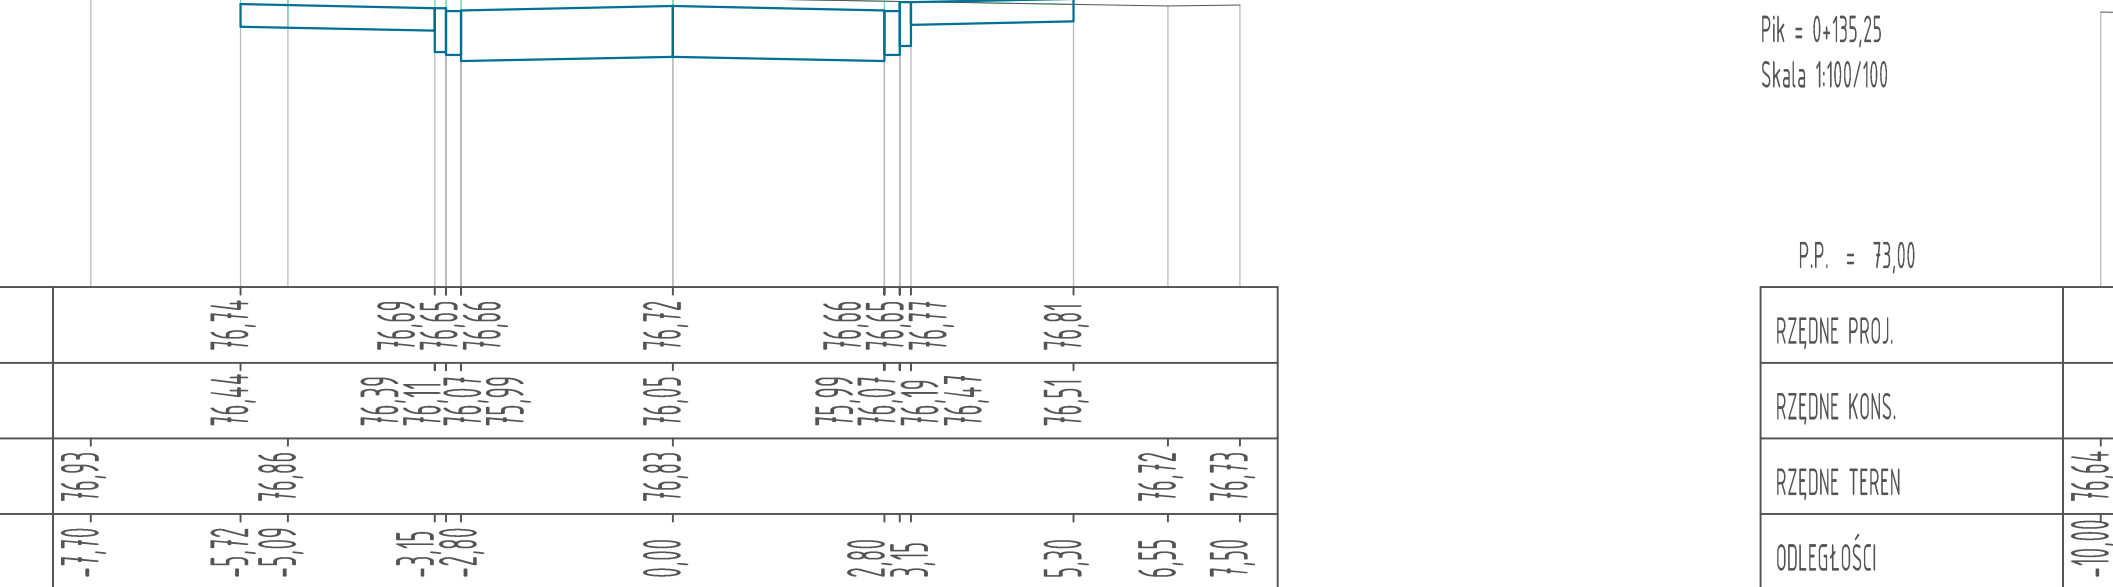 Pik = 0+135,25
Skala 1:100/100
P.P. = 73,00
76,74 76,69 76,65 76,66 76,72 76,66 76,65 76,77 76,81
RZĘDNE PROJ.
76,44 76,39 76,11 76,07 75,99 76,05 75,99 76,07 76,19 76,47 76,51
RZĘDNE KONS.
76,93 76,86 76,83 76,72 76,73
RZĘDNE TEREN 76,64
-7,70 -5,72 -5,09 -3,15 -2,80 0,00 2,80 3,15 5,30 6,55 7,50
ODLEGŁOŚCI -10,00